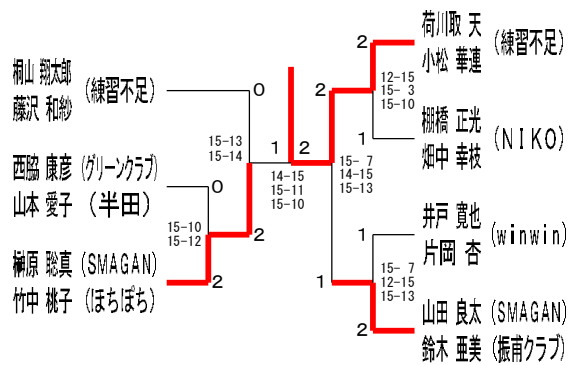 桐山 翔太郎 (練習不足)
藤沢 和紗
0
15-13
15-14
西脇 康彦 (グリーンクラブ)
山本 愛子 (半田)
0
15-10
15-12
2
榊原 聡真 (SMAGAN)
竹中 桃子 (ぽちぽち)
2
1
2
14-15
15-11
15-10
荷川取 天 (練習不足)
小松 華連
2
12-15
15- 3
15-10
2
棚橋 正光 (NIKO)
畑中 幸枝
1
15- 7
14-15
15-13
井戸 寛也 (winwin)
片岡 杏
1
15- 7
12-15
15-13
1
山田 良太 (SMAGAN)
鈴木 亜美 (振甫クラブ)
2